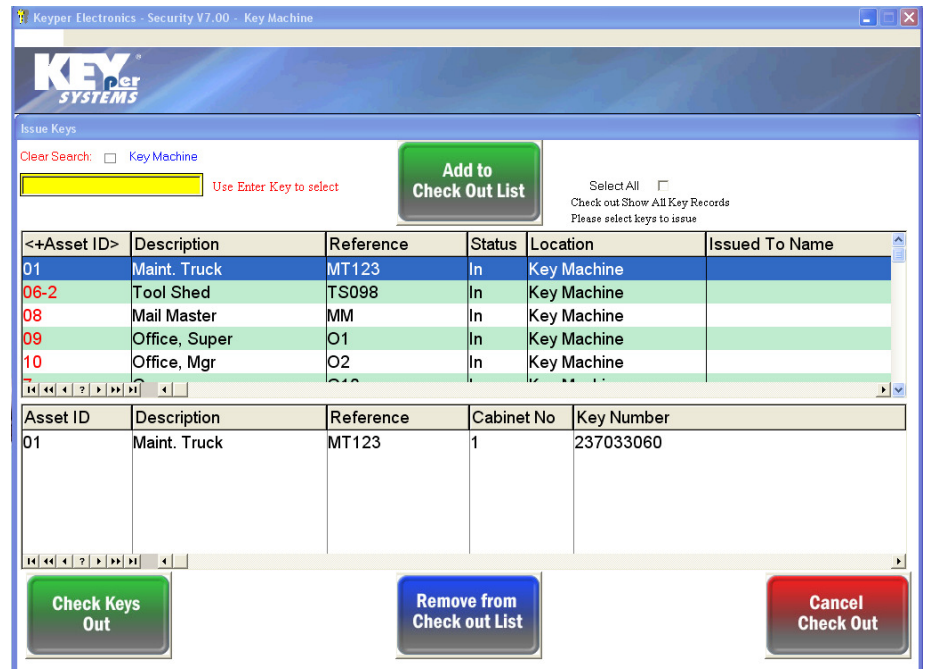 Keyper Electronics - Security V7.00 - Key Machine
KEYper
SYSTEMS
Issue Keys
Clear Search: Key Machine
Use Enter Key to select
Add to
Check Out List
Select All
Check out Show All Key Records
Please select keys to issue
<+Asset ID> Description Reference Status Location Issued To Name
01 Maint. Truck MT123 In Key Machine
06-2 Tool Shed TS098 In Key Machine
08 Mail Master MM In Key Machine
09 Office, Super O1 In Key Machine
10 Office, Mgr O2 In Key Machine
Asset ID Description Reference Cabinet No Key Number
01 Maint. Truck MT123 1 237033060
Check Keys
Out
Remove from
Check out List
Cancel
Check Out